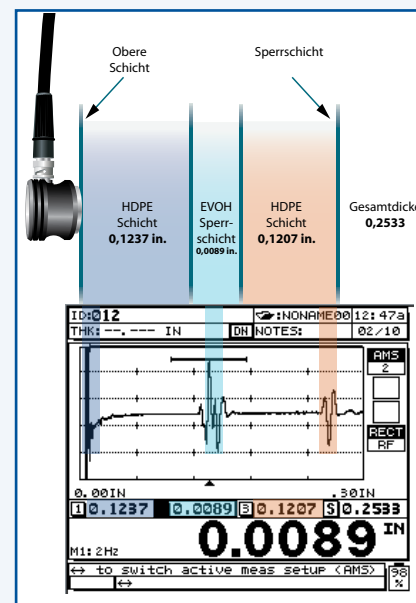 Obere
Schicht
Sperrschicht
HDPE
Schicht
0,1237 in.
EVOH
Sperr-
schicht
0,0089 in.
HDPE
Schicht
0,1207 in.
Gesamtdicke
0,2533
ID:012 :NONAME00 12:47a
THK: --.--- IN DN NOTES: 02/10
AMS
2
RECT
RF
0.00IN .30IN
1 0.1237 0.0089 3 0.1207 S 0.2533
0.0089 IN
M1: 2Hz
↔ to switch active meas setup (AMS)
↔
98
%